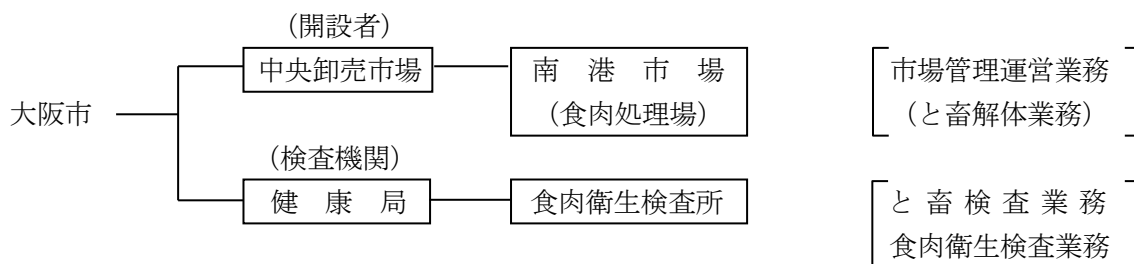 （開設者）
中央卸売市場
南港市場
（食肉処理場）
市場管理運営業務
（と畜解体業務）
大阪市
（検査機関）
健康局
食肉衛生検査所
と畜検査業務
食肉衛生検査業務